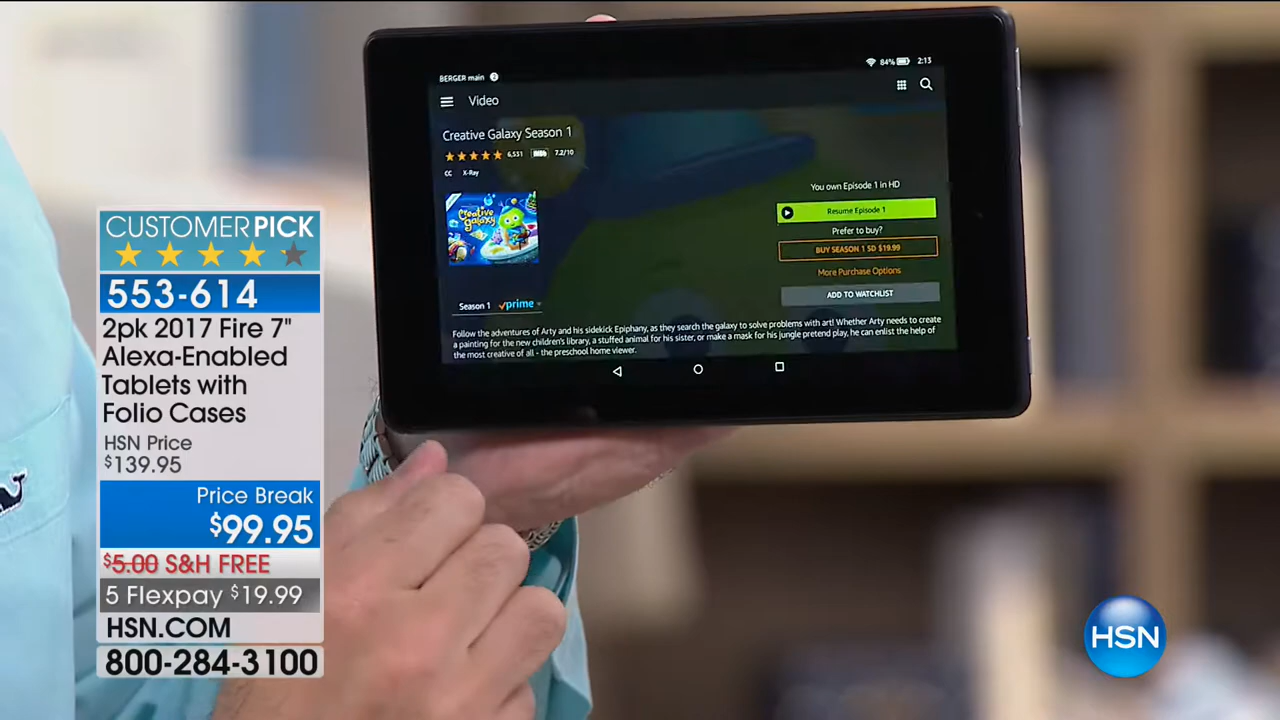 CUSTOMER PICK
553-614
2pk 2017 Fire 7"
Alexa-Enabled
Tablets with
Folio Cases
HSN Price
$139.95
Price Break
$99.95
$5.00 S&H FREE
5 Flexpay $19.99
HSN.COM
800-284-3100
BERGER main
84% 2:13
Video
Creative Galaxy Season 1
6,551 IMDb 7.2/10
CC X-Ray
Creative galaxy
You own Episode 1 in HD
Resume Episode 1
Prefer to buy?
BUY SEASON 1 SD $19.99
More Purchase Options
ADD TO WATCHLIST
Season 1 prime
Follow the adventures of Arty and his sidekick Epiphany, as they search the galaxy to solve problems with art! Whether Arty needs to create
a painting for the new children's library, a stuffed animal for his sister, or make a mask for his jungle pretend play, he can enlist the help of
the most creative of all - the preschool home viewer.
HSN